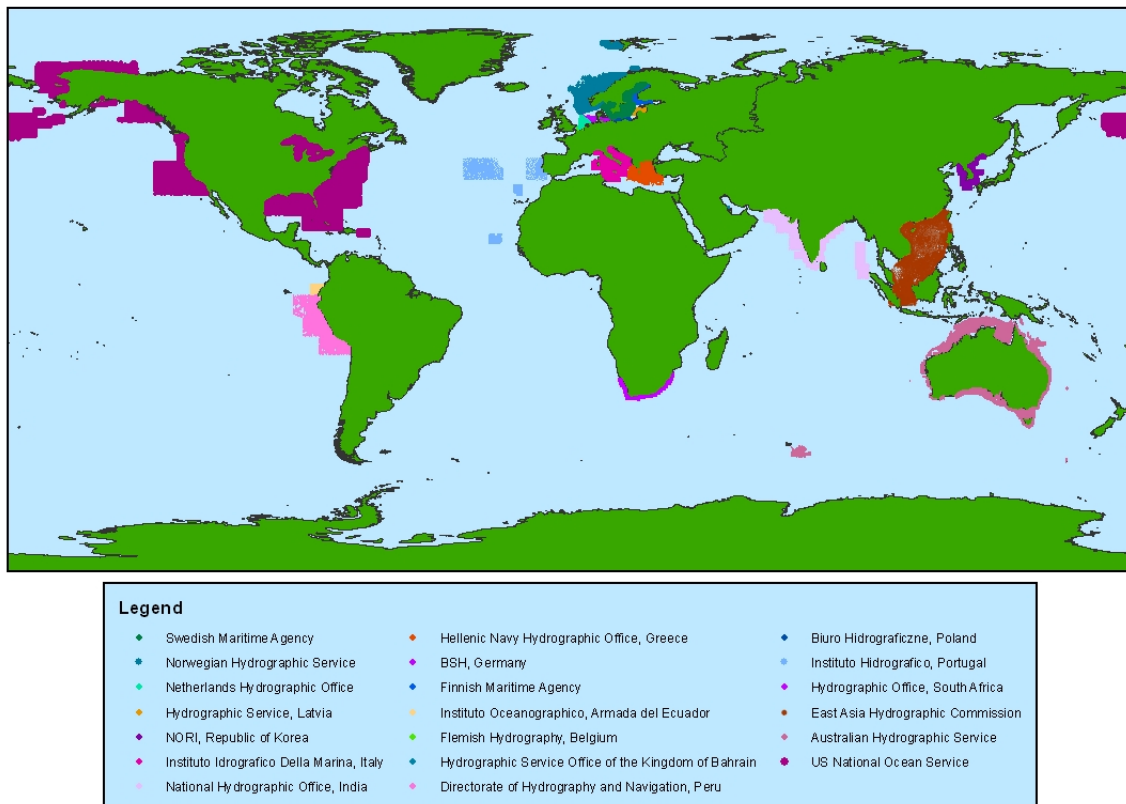 Legend
Swedish Maritime Agency
Norwegian Hydrographic Service
Netherlands Hydrographic Office
Hydrographic Service, Latvia
NORI, Republic of Korea
Instituto Idrografico Della Marina, Italy
National Hydrographic Office, India
Hellenic Navy Hydrographic Office, Greece
BSH, Germany
Finnish Maritime Agency
Instituto Oceanographico, Armada del Ecuador
Flemish Hydrography, Belgium
Hydrographic Service Office of the Kingdom of Bahrain
Directorate of Hydrography and Navigation, Peru
Biuro Hidrograficzne, Poland
Instituto Hidrografico, Portugal
Hydrographic Office, South Africa
East Asia Hydrographic Commission
Australian Hydrographic Service
US National Ocean Service